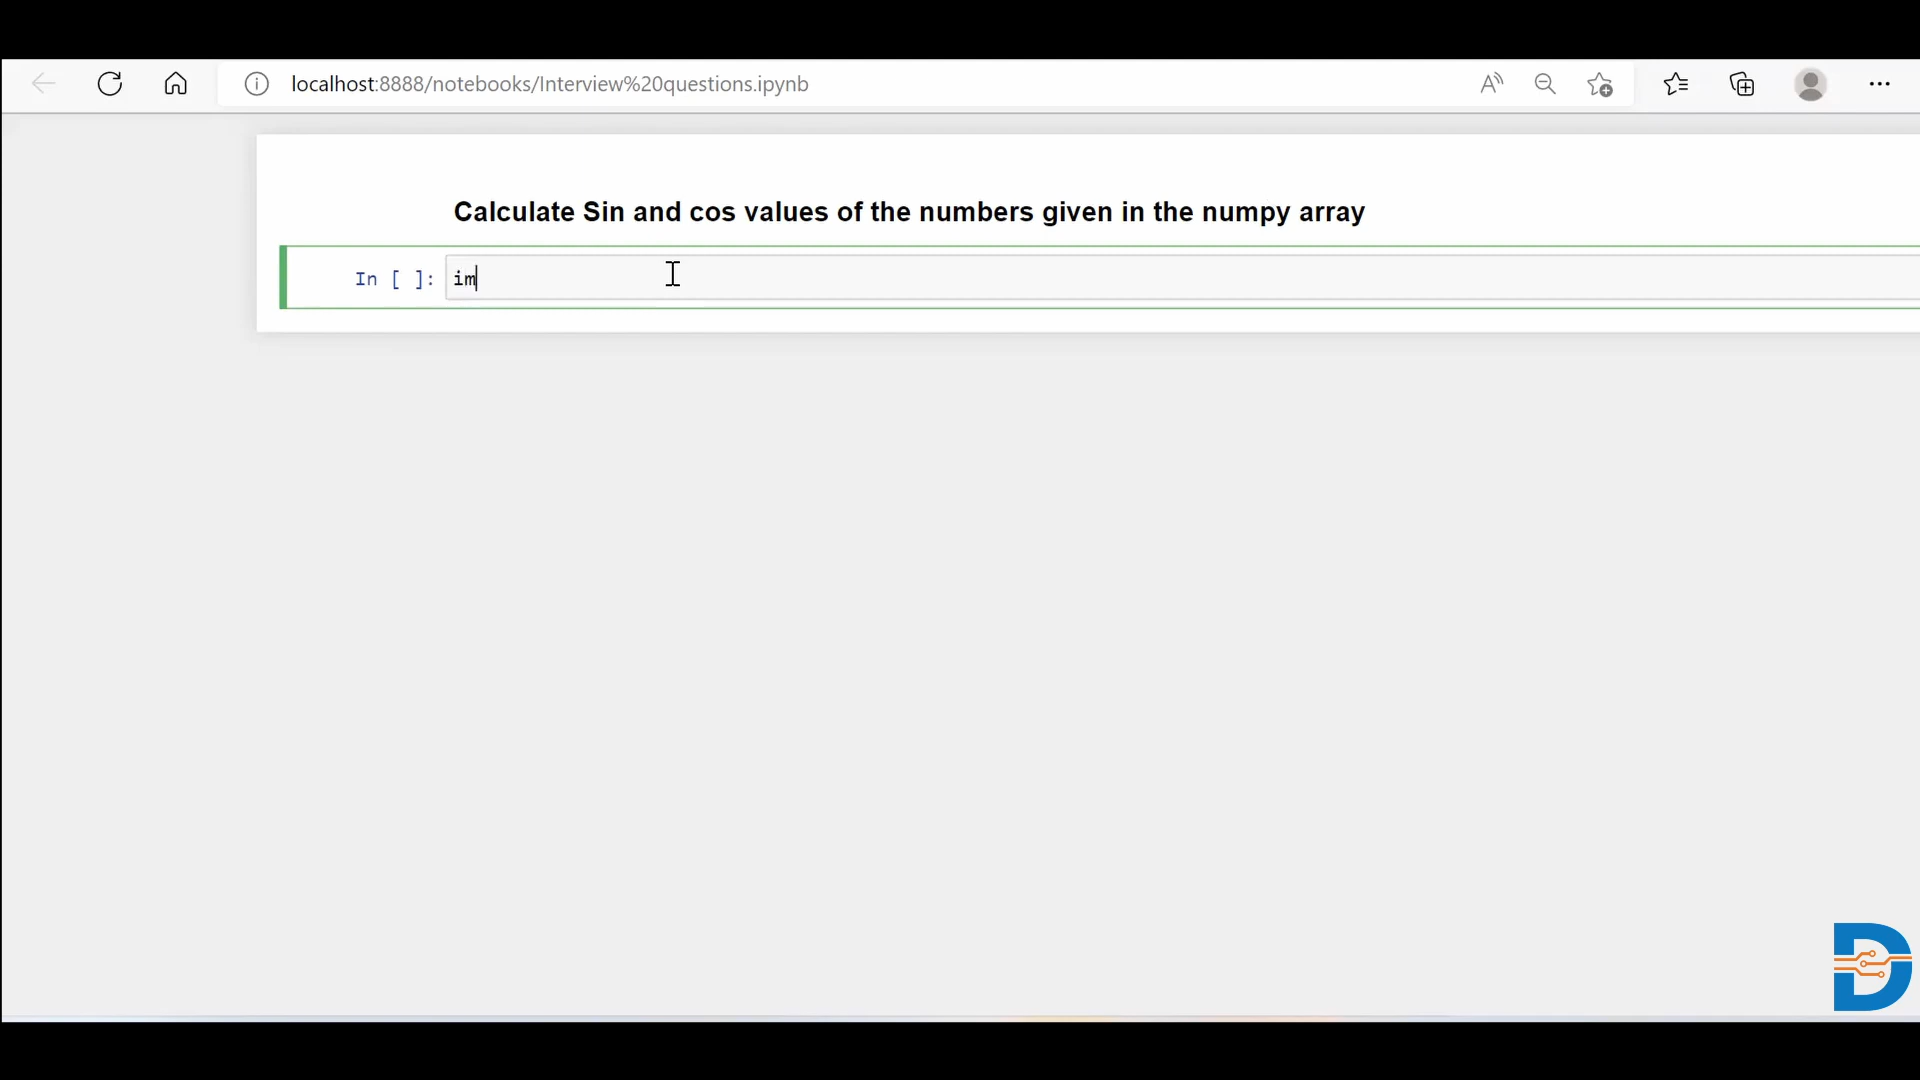 localhost:8888/notebooks/Interview%20questions.ipynb
Calculate Sin and cos values of the numbers given in the numpy array
In [ ]: im